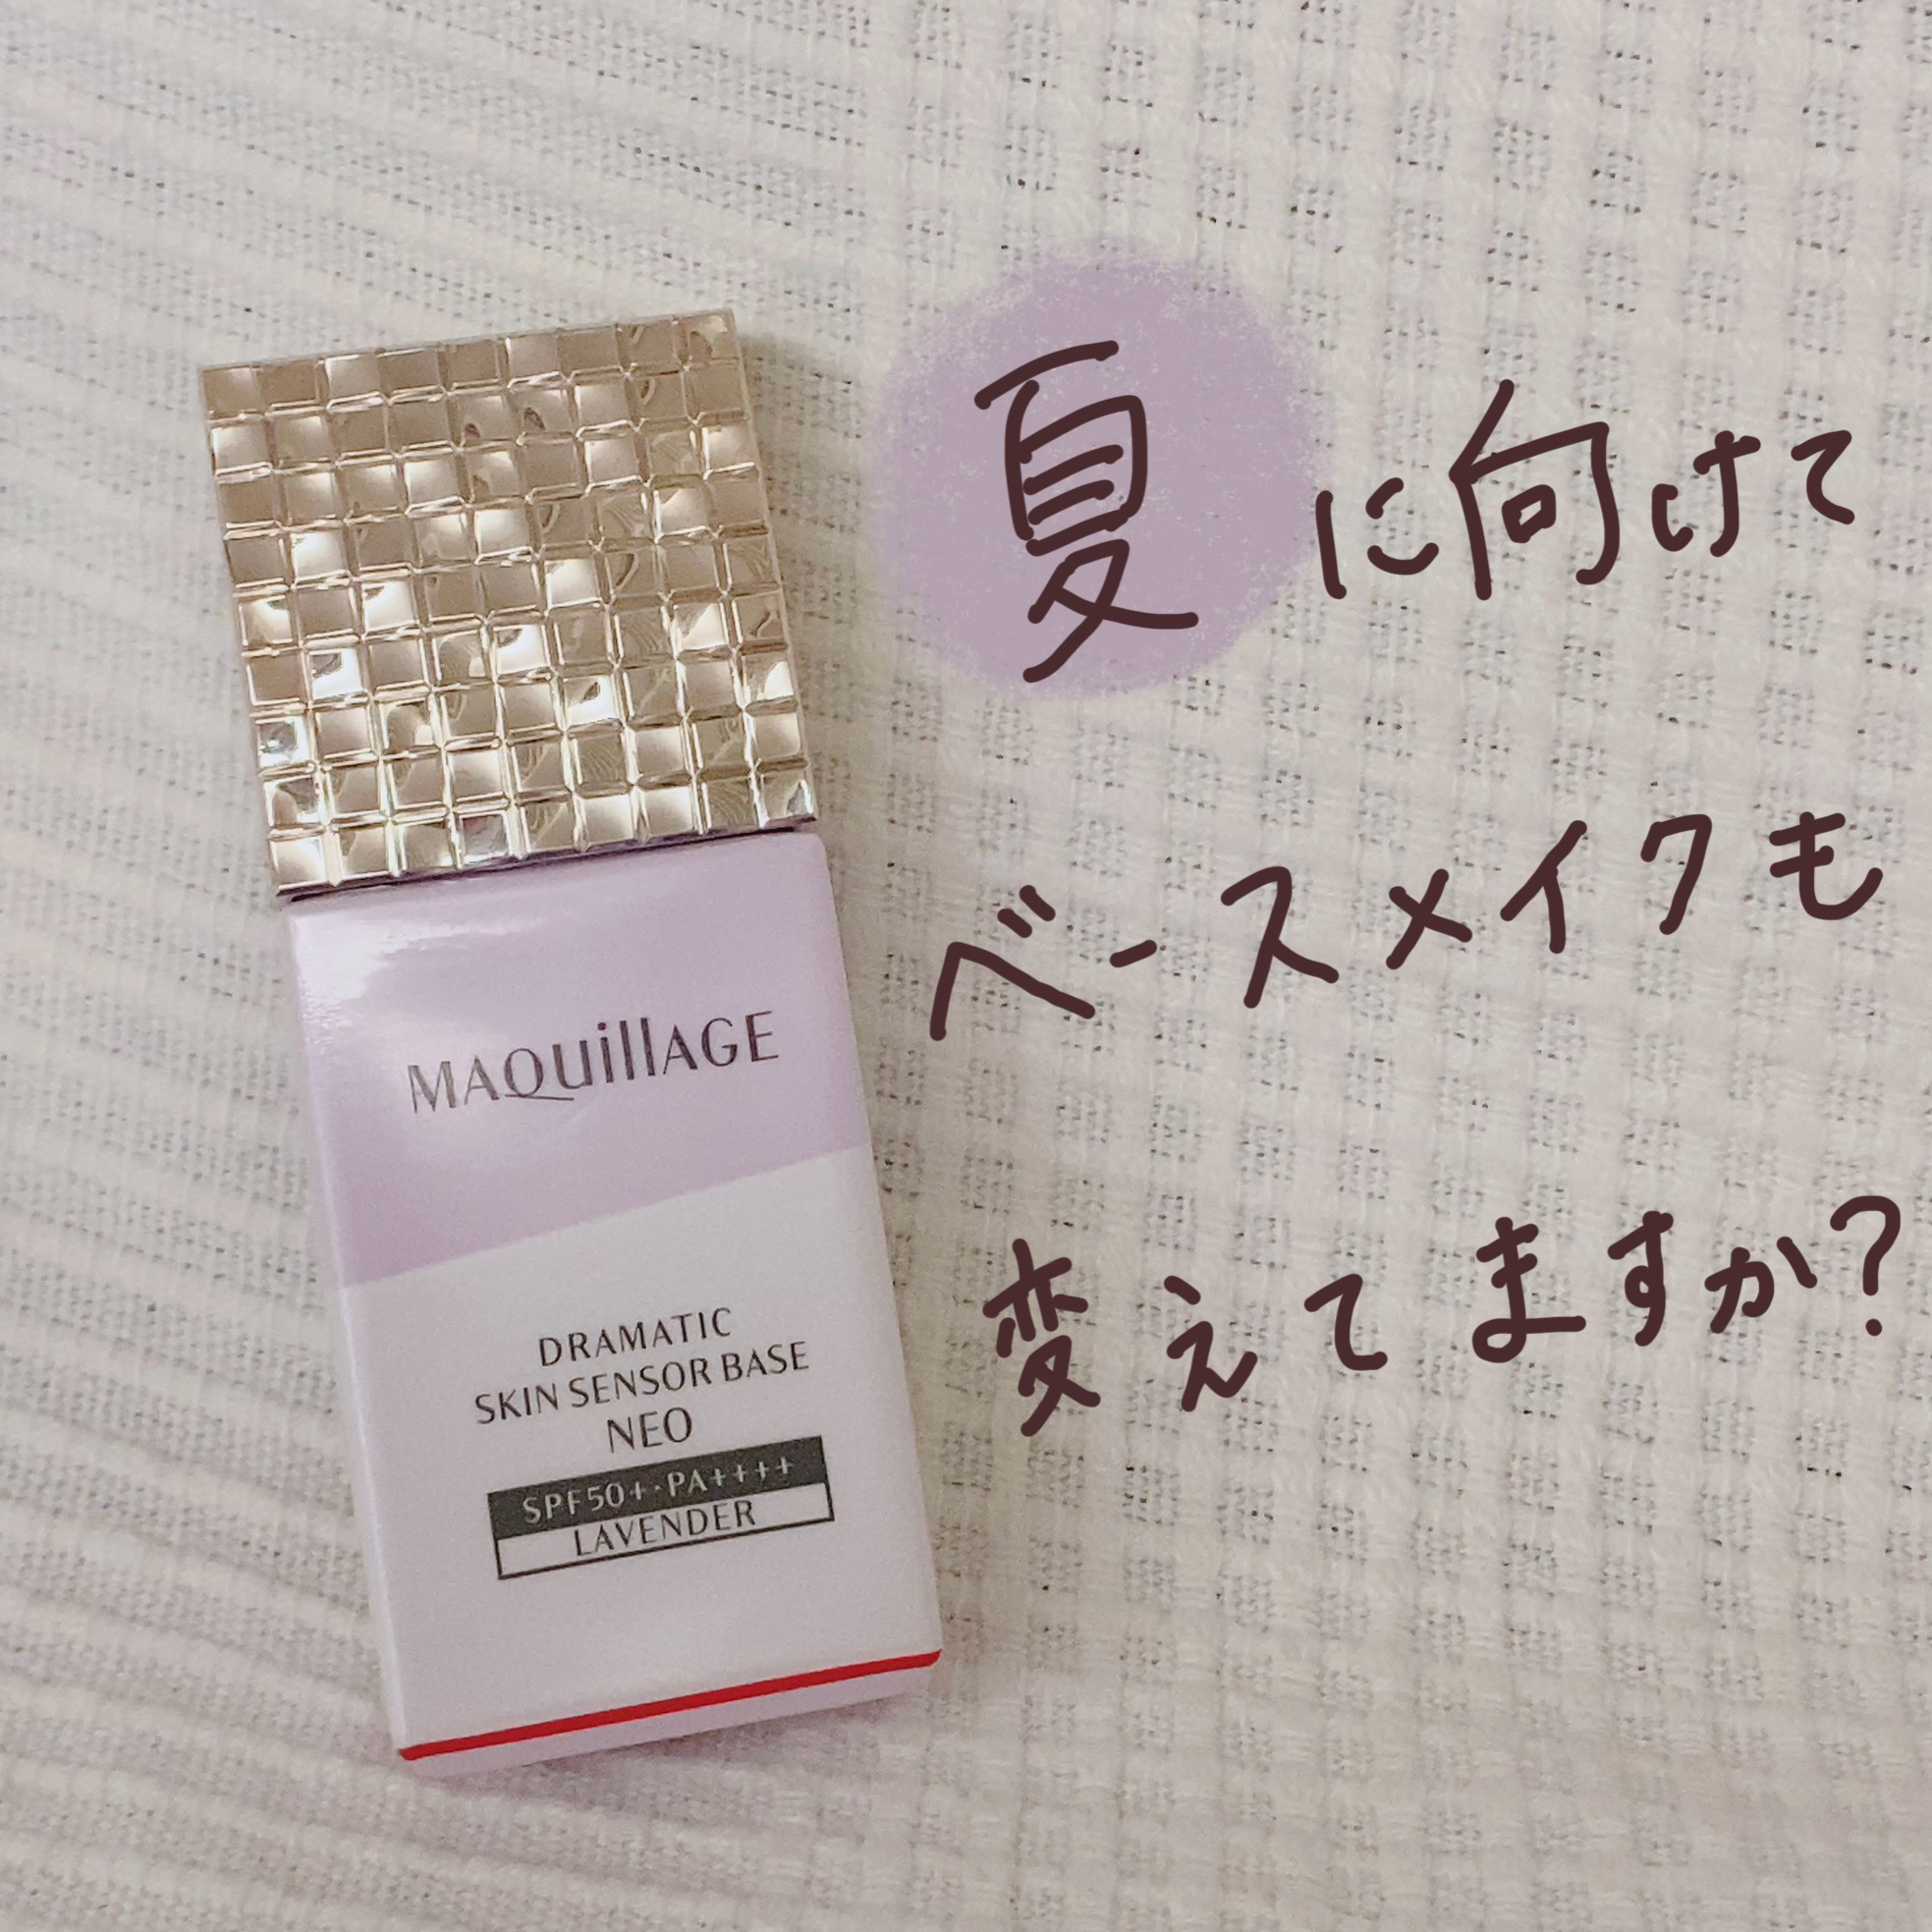 MAQuillAGE
DRAMATIC
SKIN SENSOR BASE
NEO
SPF50+・PA++++
LAVENDER
夏に向けて
ベースメイクも
変えてますか?